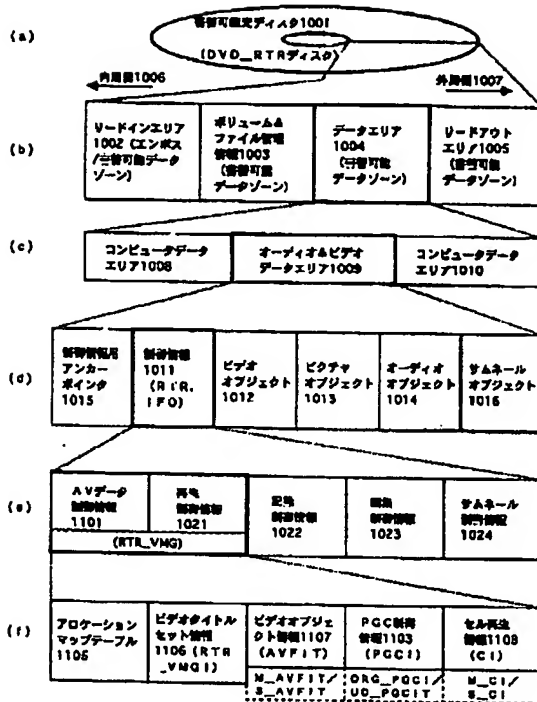 (a)
書替可能光ディスク1001
(DVD_RTRディスク)
内周側1006
外周側1007
(b)
リードインエリア
1002 (エンボス
/書替可能データ
ゾーン)
ボリューム&
ファイル管理
情報1003
(書替可能
データゾーン)
データエリア
1004
(書替可能
データゾーン)
リードアウト
エリア1005
(書替可能
データゾーン)
(c)
コンピュータデータ
エリア1008
オーディオ&ビデオ
データエリア1009
コンピュータデータ
エリア1010
(d)
制御情報用
アンカー
ポインタ
1015
制御情報
1011
(RTR.
IFO)
ビデオ
オブジェクト
1012
ピクチャ
オブジェクト
1013
オーディオ
オブジェクト
1014
サムネール
オブジェクト
1016
(e)
AVデータ
制御情報
1101
再生
制御情報
1021
(RTR_VMG)
記録
制御情報
1022
編集
制御情報
1023
サムネール
制御情報
1024
(f)
アロケーション
マップテーブル
1105
ビデオタイトル
セット情報
1106 (RTR
_VMGI)
ビデオオブジェ
クト情報1107
(AVFIT)
PGC制御
情報1103
(PGCI)
セル再生
情報1108
(CI)
M_AVFIT/
S_AVFIT
ORG_PGCI/
UD_PGCIT
M_CI/
S_CI